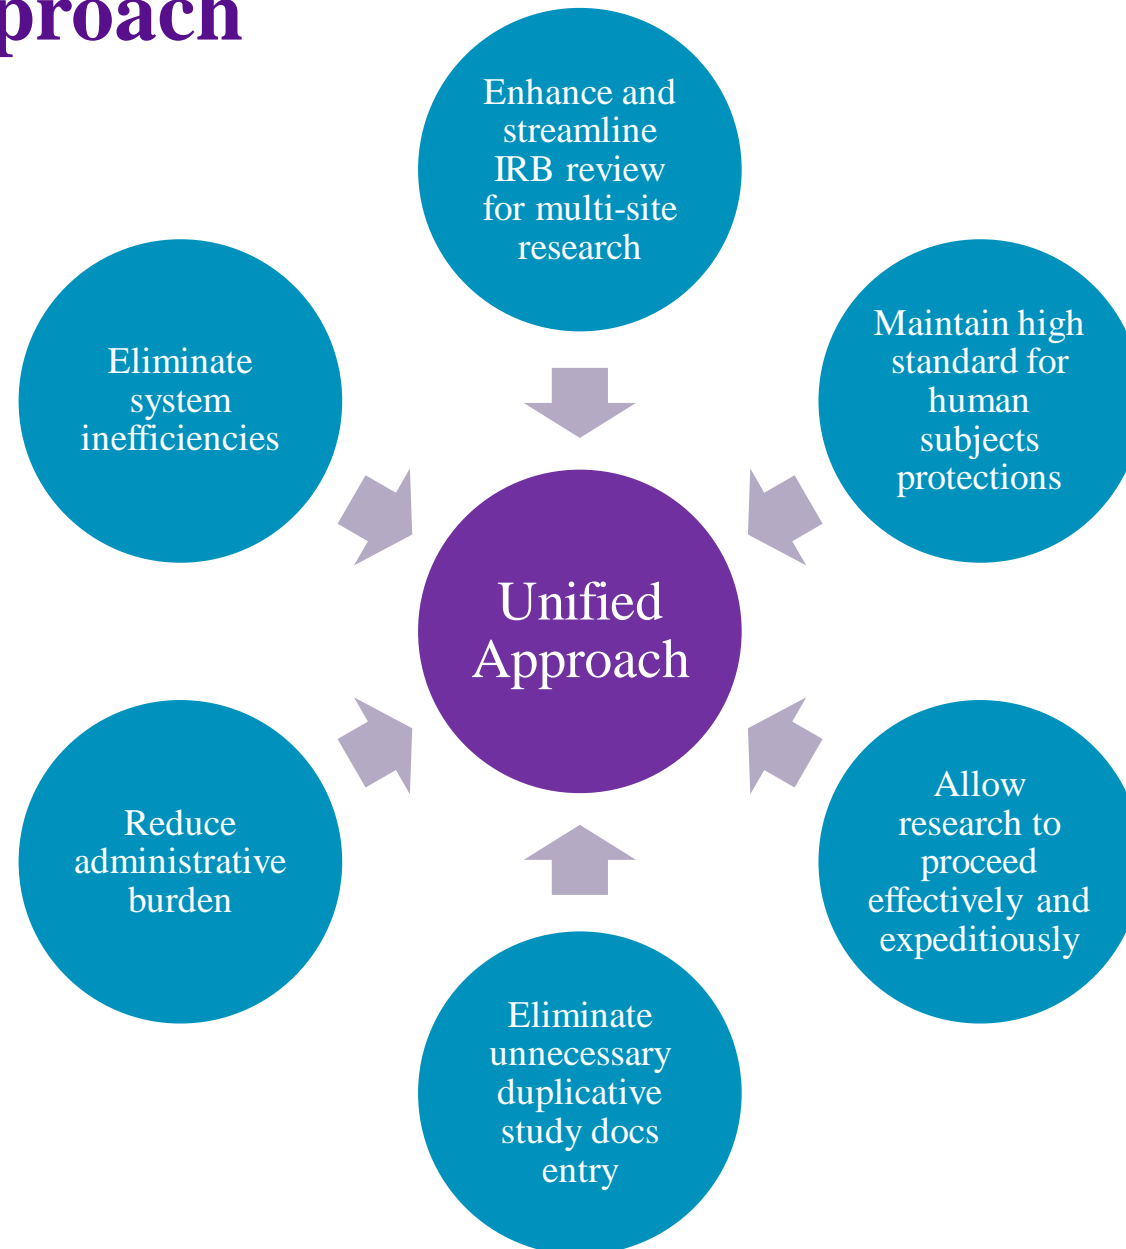 proach
Enhance and
streamline
IRB review
for multi-site
research
Maintain high
standard for
human
subjects
protections
Allow
research to
proceed
effectively and
expeditiously
Eliminate
unnecessary
duplicative
study docs
entry
Reduce
administrative
burden
Eliminate
system
inefficiencies
Unified
Approach